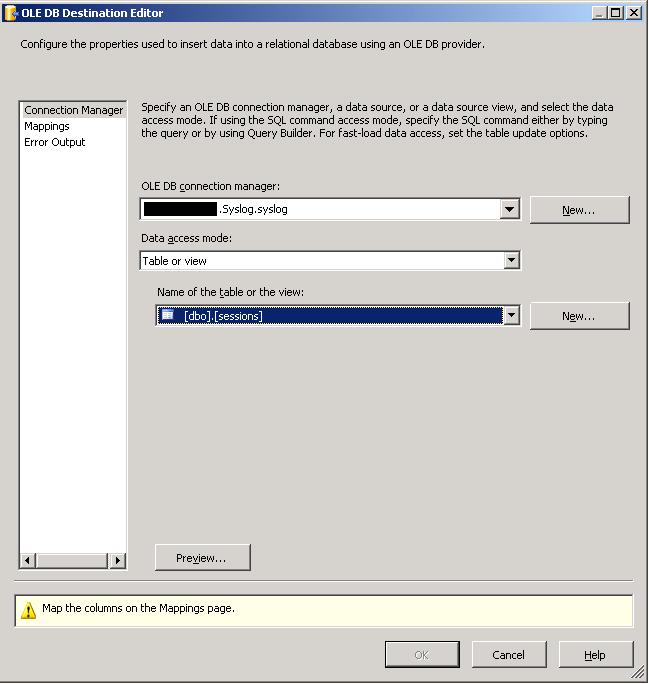 OLE DB Destination Editor
Configure the properties used to insert data into a relational database using an OLE DB provider.
Connection Manager
Mappings
Error Output
Specify an OLE DB connection manager, a data source, or a data source view, and select the data
access mode. If using the SQL command access mode, specify the SQL command either by typing
the query or by using Query Builder. For fast-load data access, set the table update options.
OLE DB connection manager:
.Syslog.syslog
New...
Data access mode:
Table or view
Name of the table or the view:
[dbo].[sessions]
New...
Preview...
Map the columns on the Mappings page.
OK
Cancel
Help